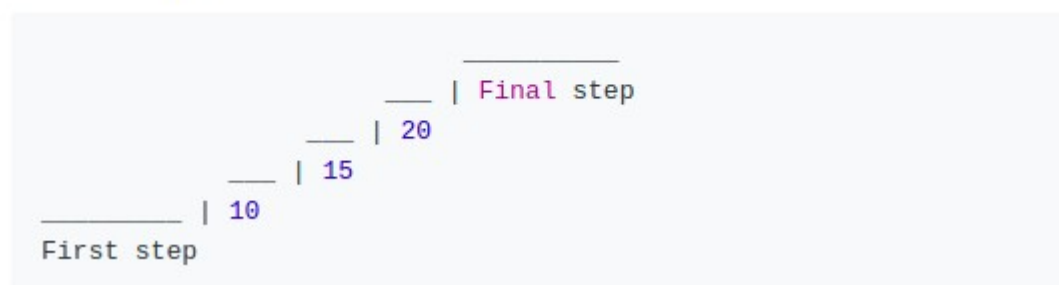 __________
___ | Final step
___ | 20
___ | 15
_________ | 10
First step